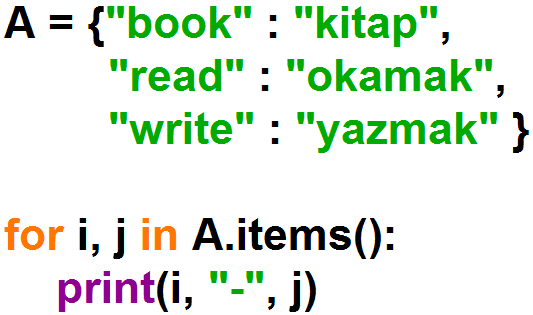 A = {"book" : "kitap",
"read" : "okamak",
"write" : "yazmak" }
for i, j in A.items():
print(i, "-", j)